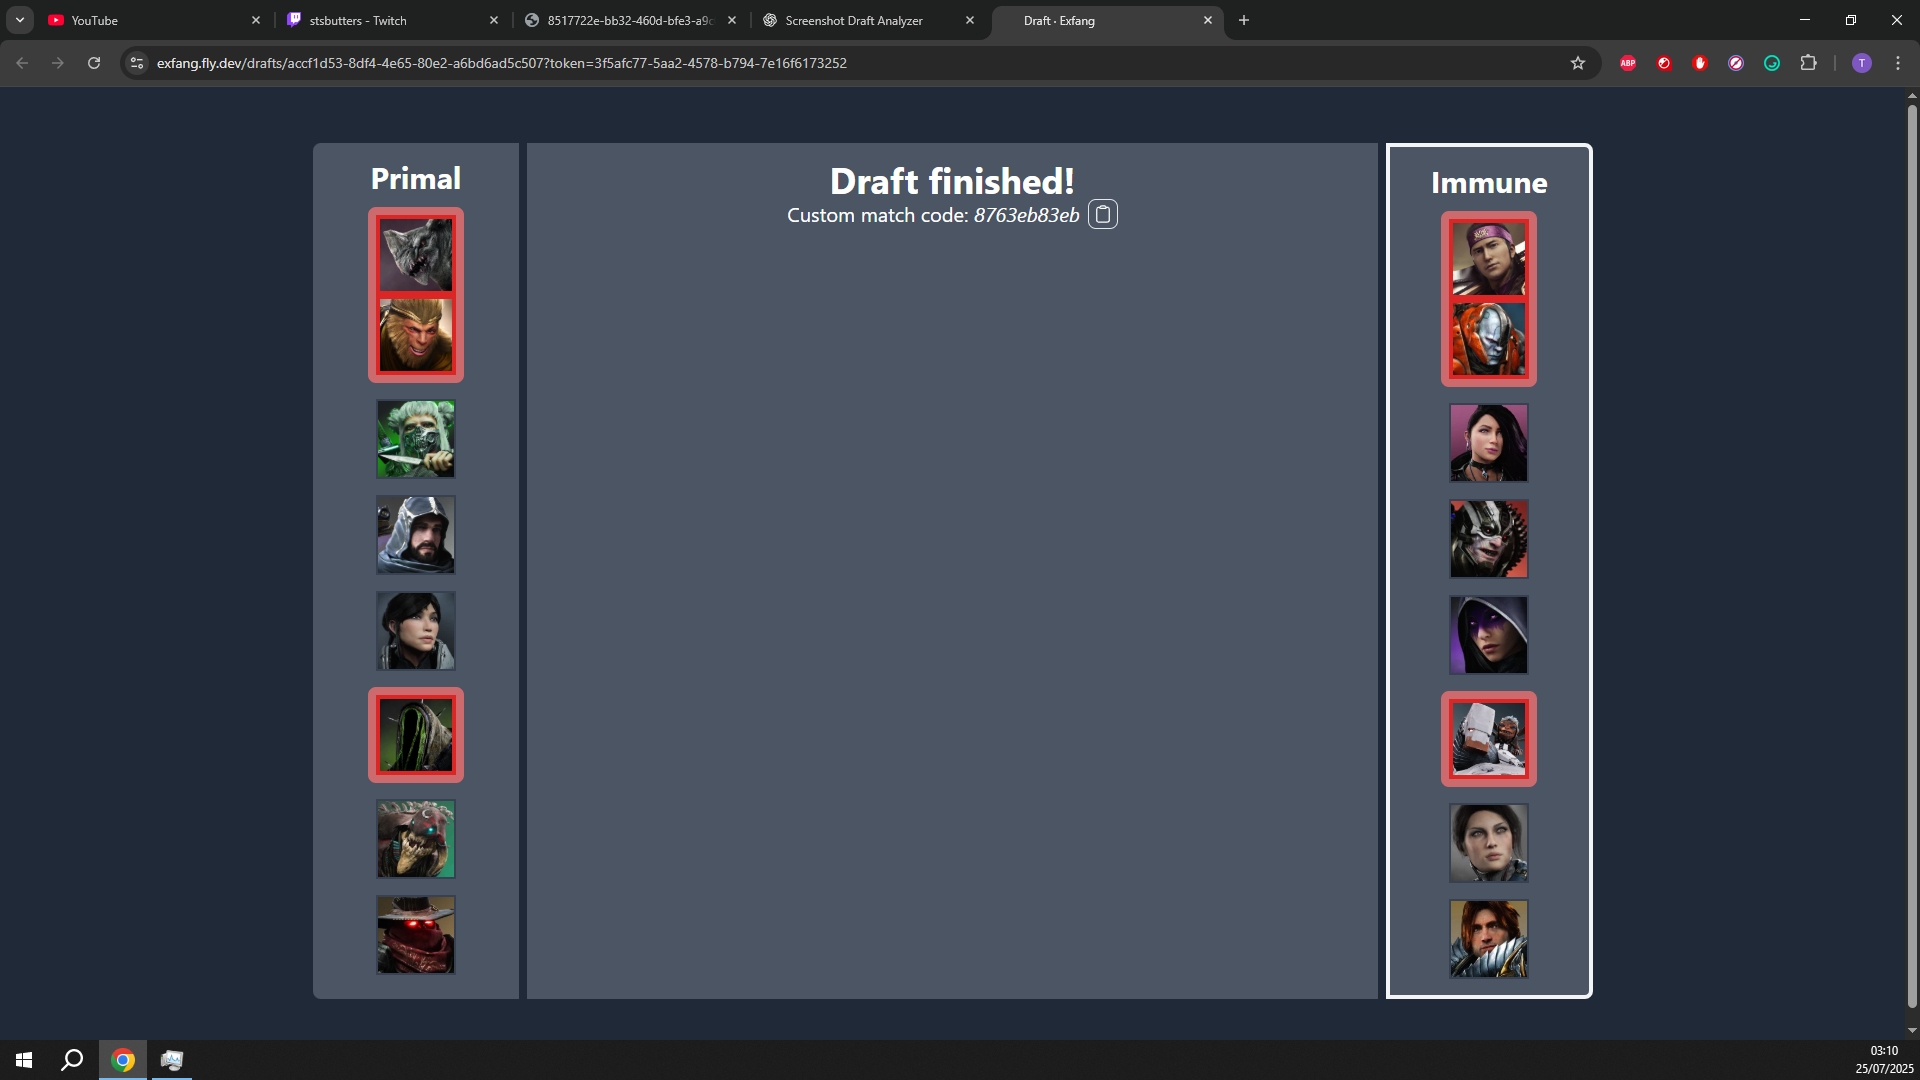 YouTube
stsbutters - Twitch
8517722e-bb32-460d-bfe3-a9c
Screenshot Draft Analyzer
Draft · Exfang
exfang.fly.dev/drafts/accf1d53-8df4-4e65-80e2-a6bd6ad5c507?token=3f5afc77-5aa2-4578-b794-7e16f6173252
ABP
T
Primal
Draft finished!
Custom match code: 8763eb83eb
Immune
03:10
25/07/2025